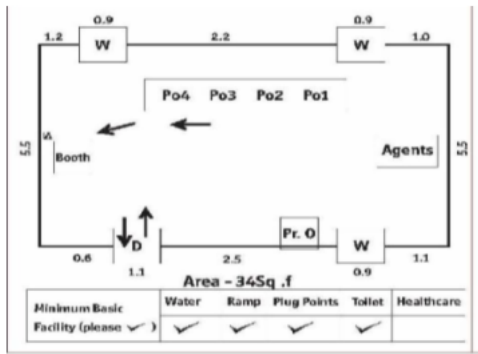 0.9 0.9
1.2 W 2.2 W 1.0
Po4 Po3 Po2 Po1
5.5 Booth Agents 5.5
D Pr. O W
0.6 1.1 2.5 0.9 1.1
Area - 34Sq .f
Water Ramp Plug Points Toilet Healthcare
Minimum Basic
Facility (please ✓ ) ✓ ✓ ✓ ✓